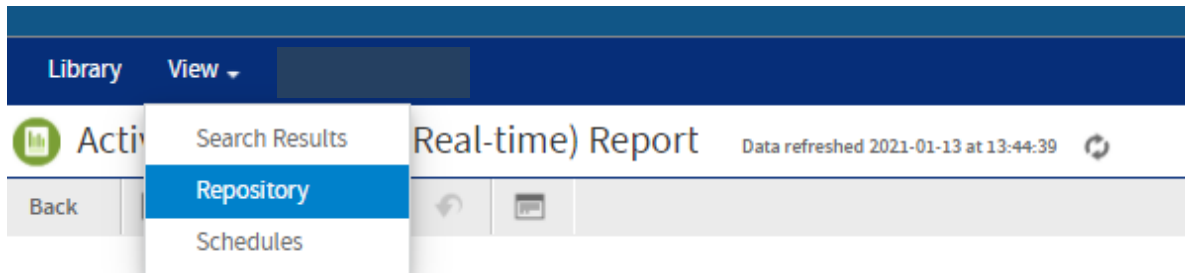 Library View
Search Results
Real-time) Report Data refreshed 2021-01-13 at 13:44:39
Repository
Back
Schedules